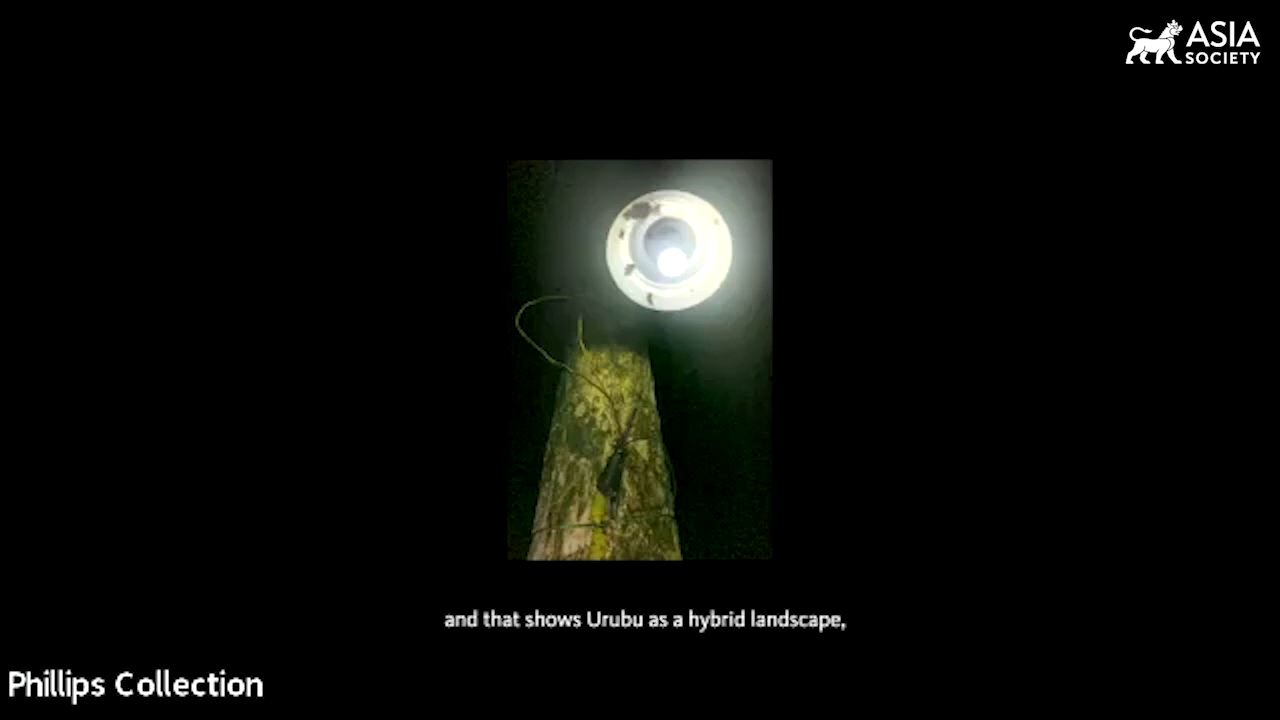 ASIA
SOCIETY
and that shows Urubu as a hybrid landscape,
Phillips Collection